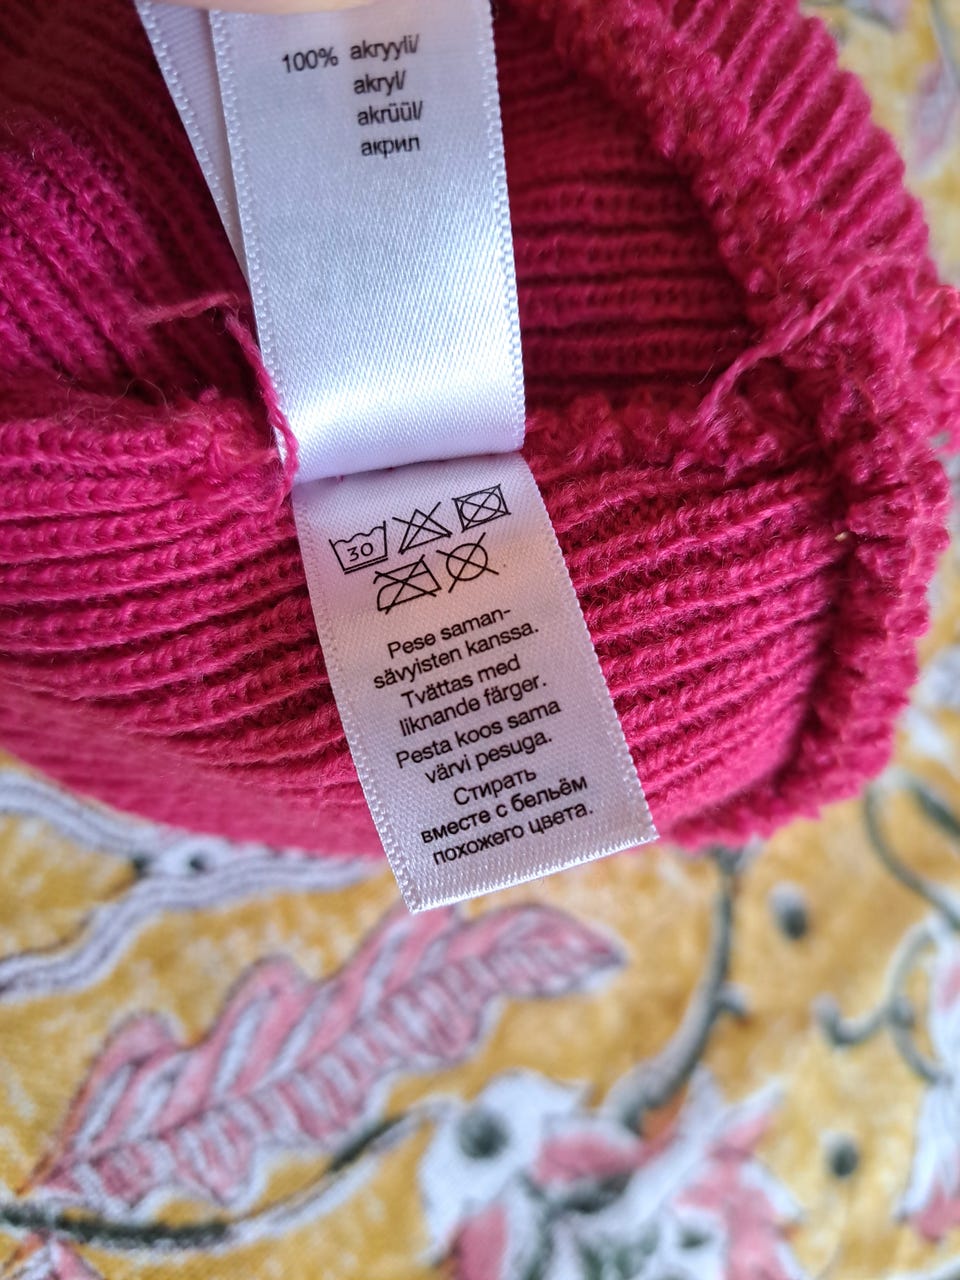 100% akryyli/
akryl/
akrüül/
акрил
30
Pese saman-
sävyisten kanssa.
Tvättas med
liknande färger.
Pesta koos sama
värvi pesuga.
Стирать
вместе с бельём
похожего цвета.